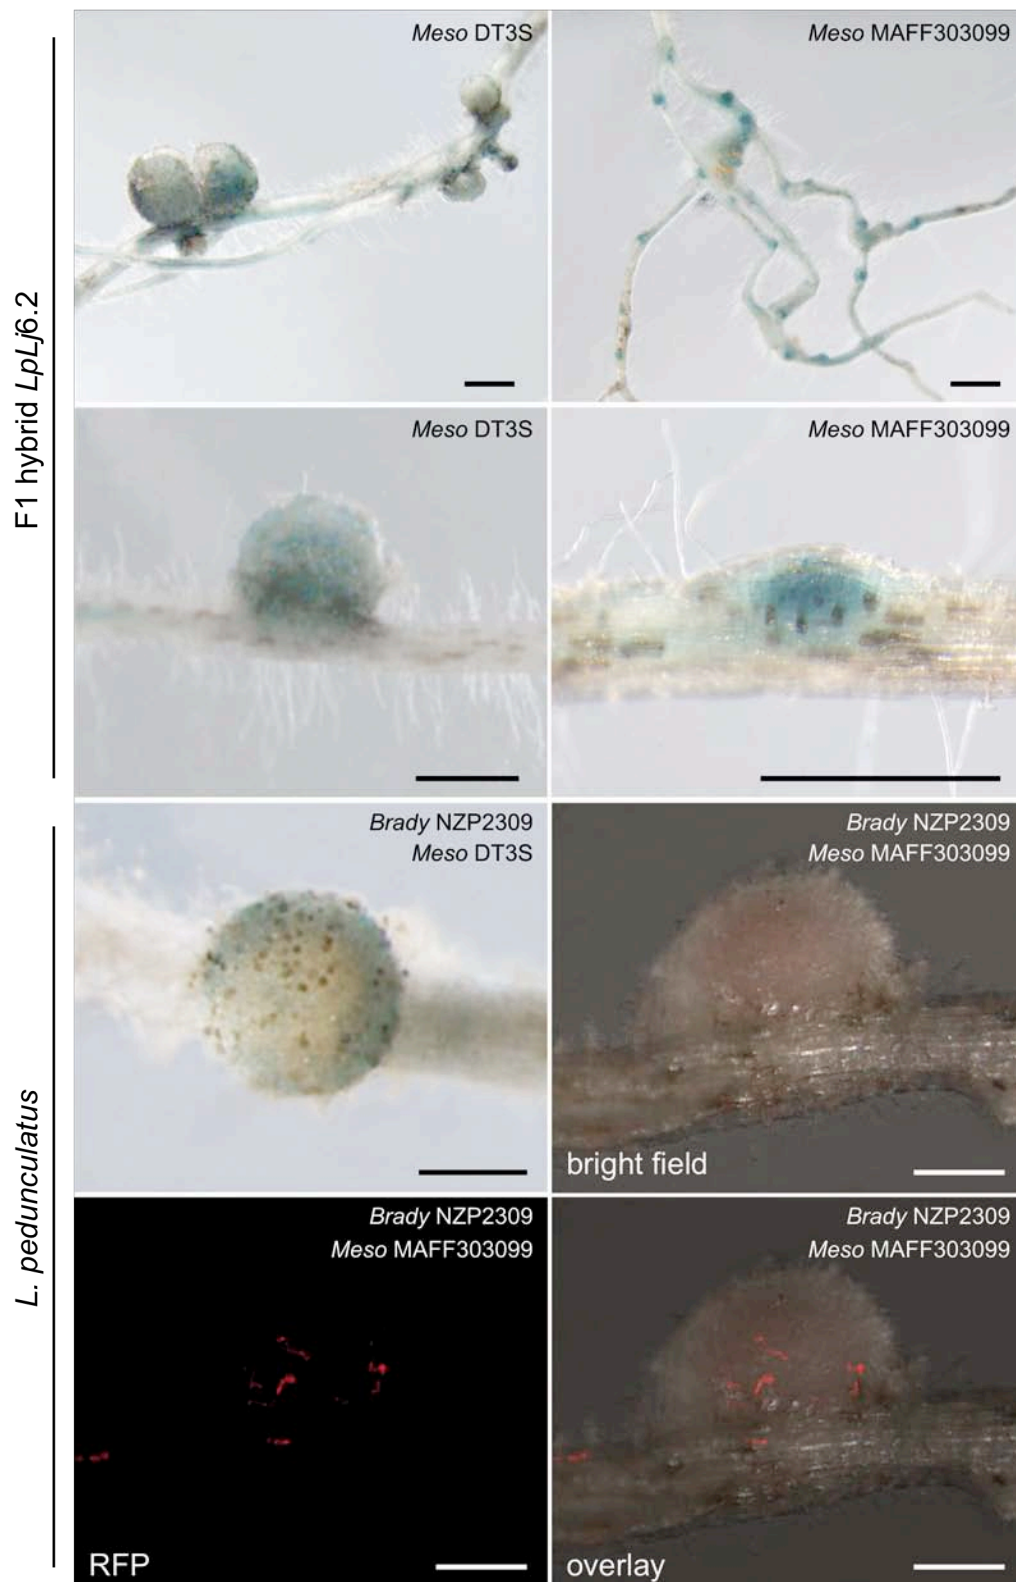 F1 hybrid LpLj6.2
Meso DT3S
Meso MAFF303099
Meso DT3S
Meso MAFF303099
L. pedunculatus
Brady NZP2309
Meso DT3S
Brady NZP2309
Meso MAFF303099
bright field
Brady NZP2309
Meso MAFF303099
RFP
Brady NZP2309
Meso MAFF303099
overlay